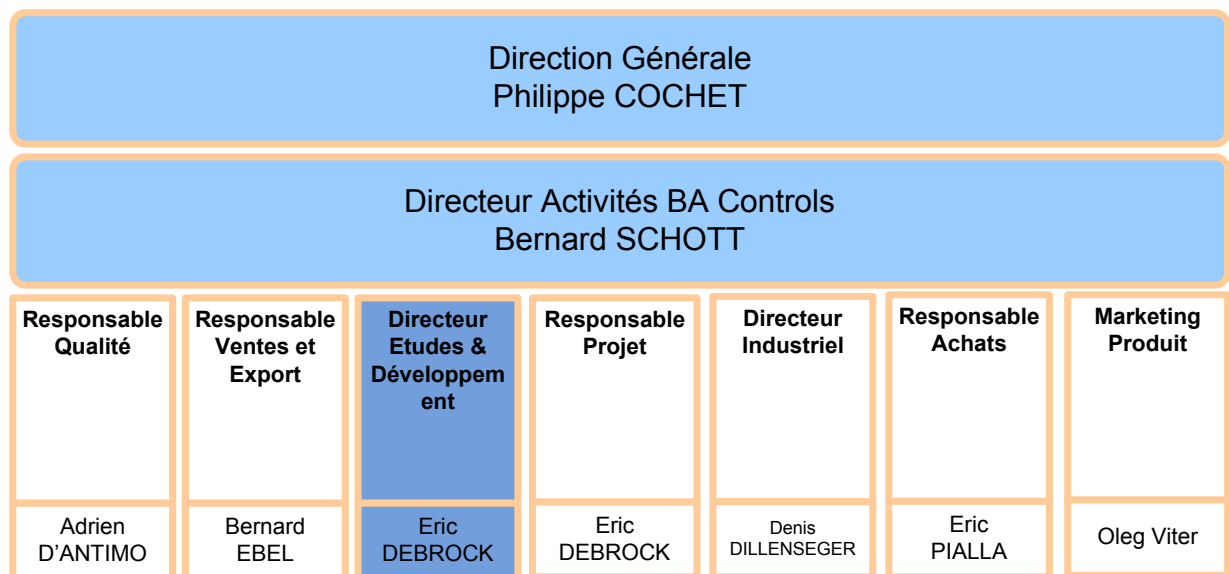 Direction Générale
Philippe COCHET
Directeur Activités BA Controls
Bernard SCHOTT
Responsable
Qualité
Responsable
Ventes et
Export
Directeur
Etudes &
Développem
ent
Responsable
Projet
Directeur
Industriel
Responsable
Achats
Marketing
Produit
Adrien
D'ANTIMO
Bernard
EBEL
Eric
DEBROCK
Eric
DEBROCK
Denis
DILLENSEGER
Eric
PIALLA
Oleg Viter